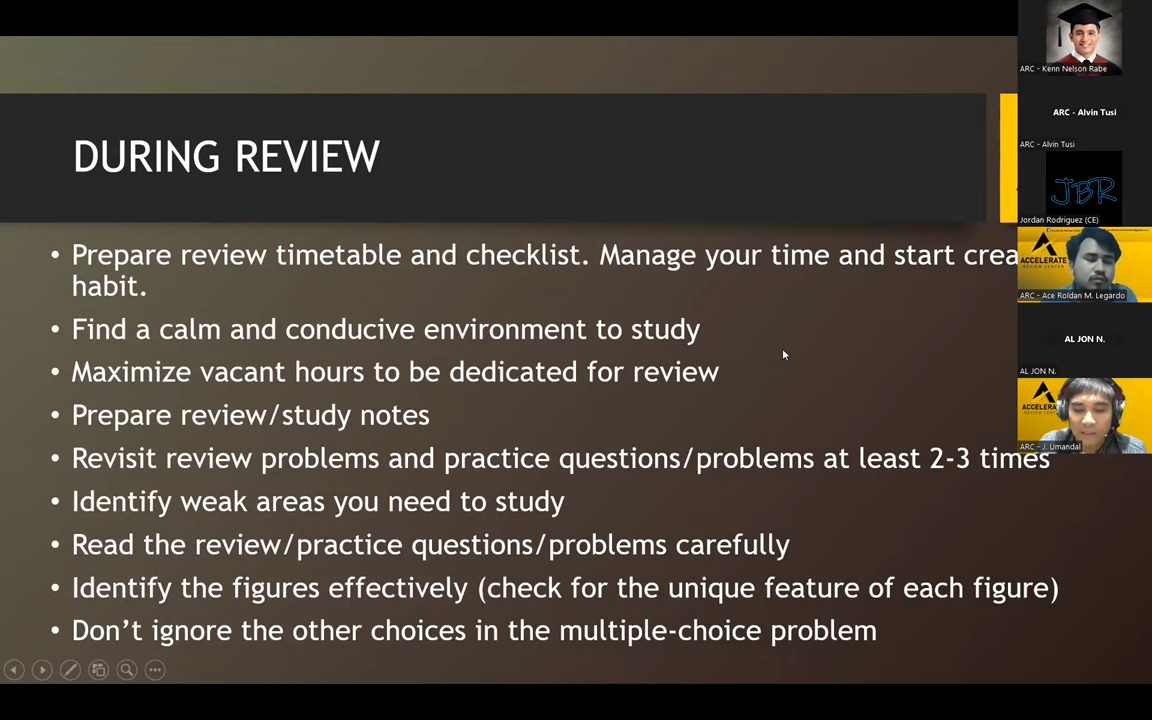 DURING REVIEW
• Prepare review timetable and checklist. Manage your time and start
habit.
• Find a calm and conducive environment to study
• Maximize vacant hours to be dedicated for review
• Prepare review/study notes
• Revisit review problems and practice questions/problems at least 2-3 times
• Identify weak areas you need to study
• Read the review/practice questions/problems carefully
• Identify the figures effectively (check for the unique feature of each figure)
• Don’t ignore the other choices in the multiple-choice problem
ARC - Kenn Nelson Rabe
ARC - Alvin Tusi
ARC - Alvin Tusi
JBR
Jordan Rodriguez (CE)
ACCELERATE
REVIEW CENTER
ARC - Ace Roldan M. Legardo
AL JON N.
AL JON N.
ARC - J. Umandal